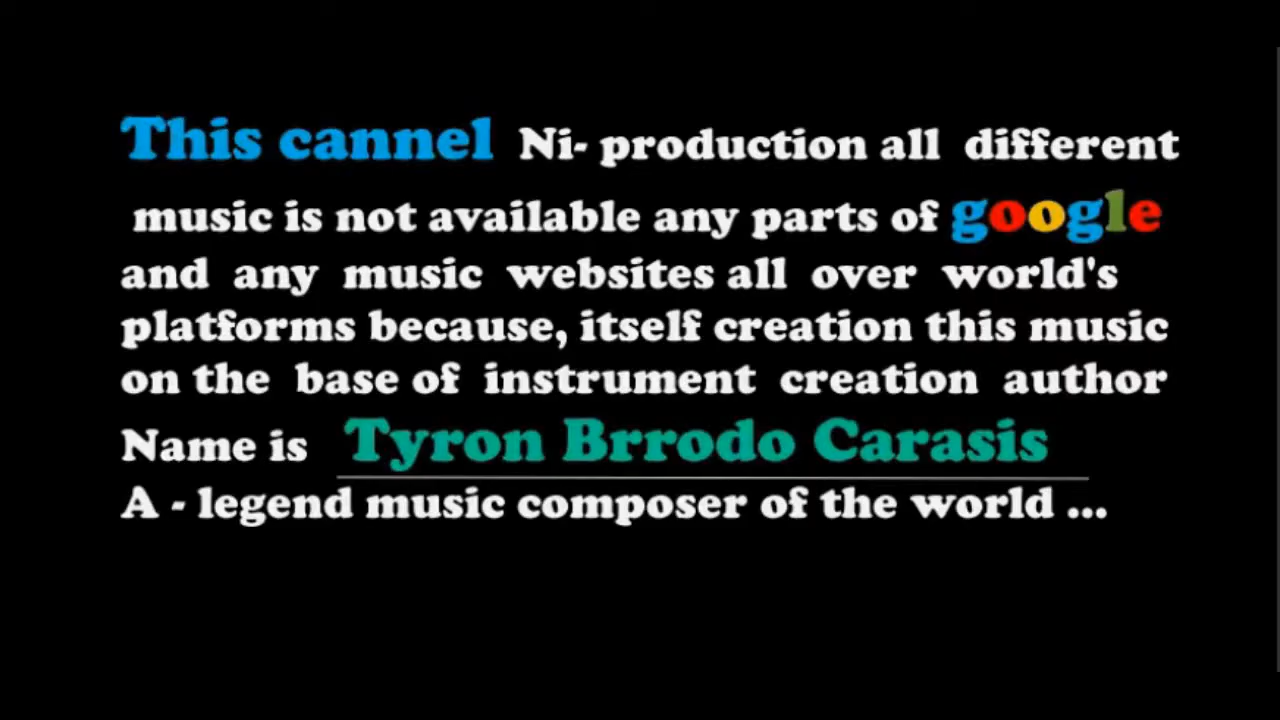 This cannel Ni- production all different
music is not available any parts of google
and any music websites all over world's
platforms because, itself creation this music
on the base of instrument creation author
Name is Tyron Brrodo Carasis
A - legend music composer of the world ...